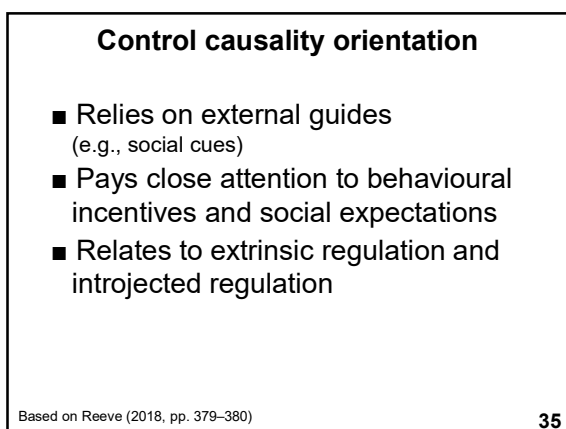 Control causality orientation
■ Relies on external guides
(e.g., social cues)
■ Pays close attention to behavioural
incentives and social expectations
■ Relates to extrinsic regulation and
introjected regulation
Based on Reeve (2018, pp. 379–380)
35